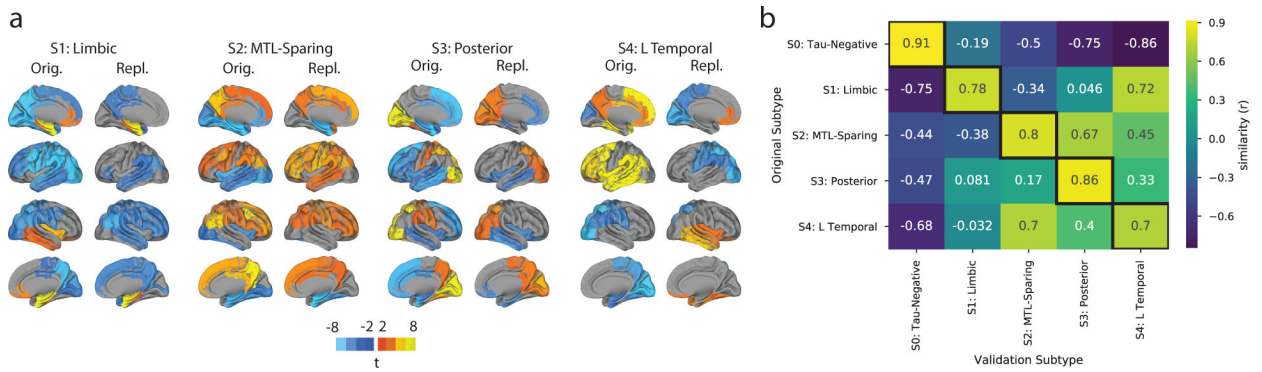 a
S1: Limbic
S2: MTL-Sparing
S3: Posterior
S4: L Temporal
Orig. Repl.
Orig. Repl.
Orig. Repl.
Orig. Repl.
-8 -2 2 8
t
b
Original Subtype
S0: Tau-Negative 0.91 -0.19 -0.5 -0.75 -0.86
S1: Limbic -0.75 0.78 -0.34 0.046 0.72
S2: MTL-Sparing -0.44 -0.38 0.8 0.67 0.45
S3: Posterior -0.47 0.081 0.17 0.86 0.33
S4: L Temporal -0.68 -0.032 0.7 0.4 0.7
S0: Tau-Negative
S1: Limbic
S2: MTL-Sparing
S3: Posterior
S4: L Temporal
Validation Subtype
0.9
0.6
0.3
0.0
−0.3
−0.6
similarity (r)